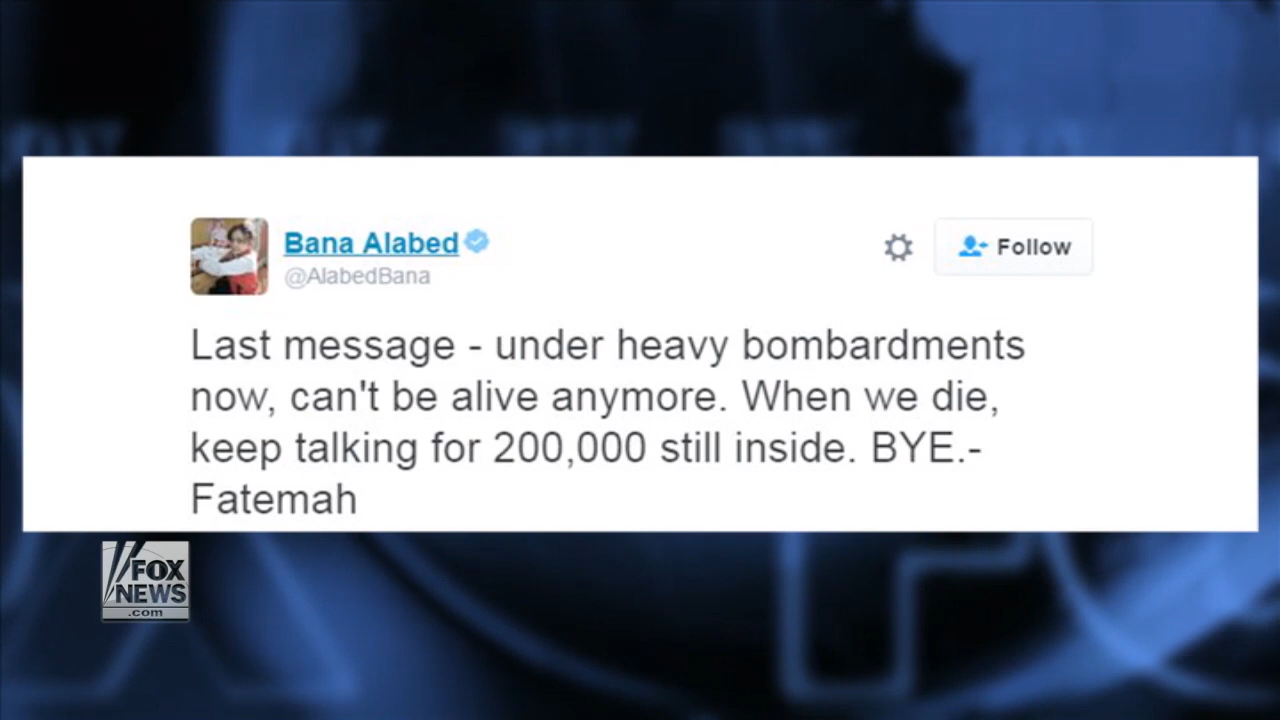 Bana Alabed
@AlabedBana
Follow
Last message - under heavy bombardments
now, can't be alive anymore. When we die,
keep talking for 200,000 still inside. BYE.-
Fatemah
FOX
NEWS
.com